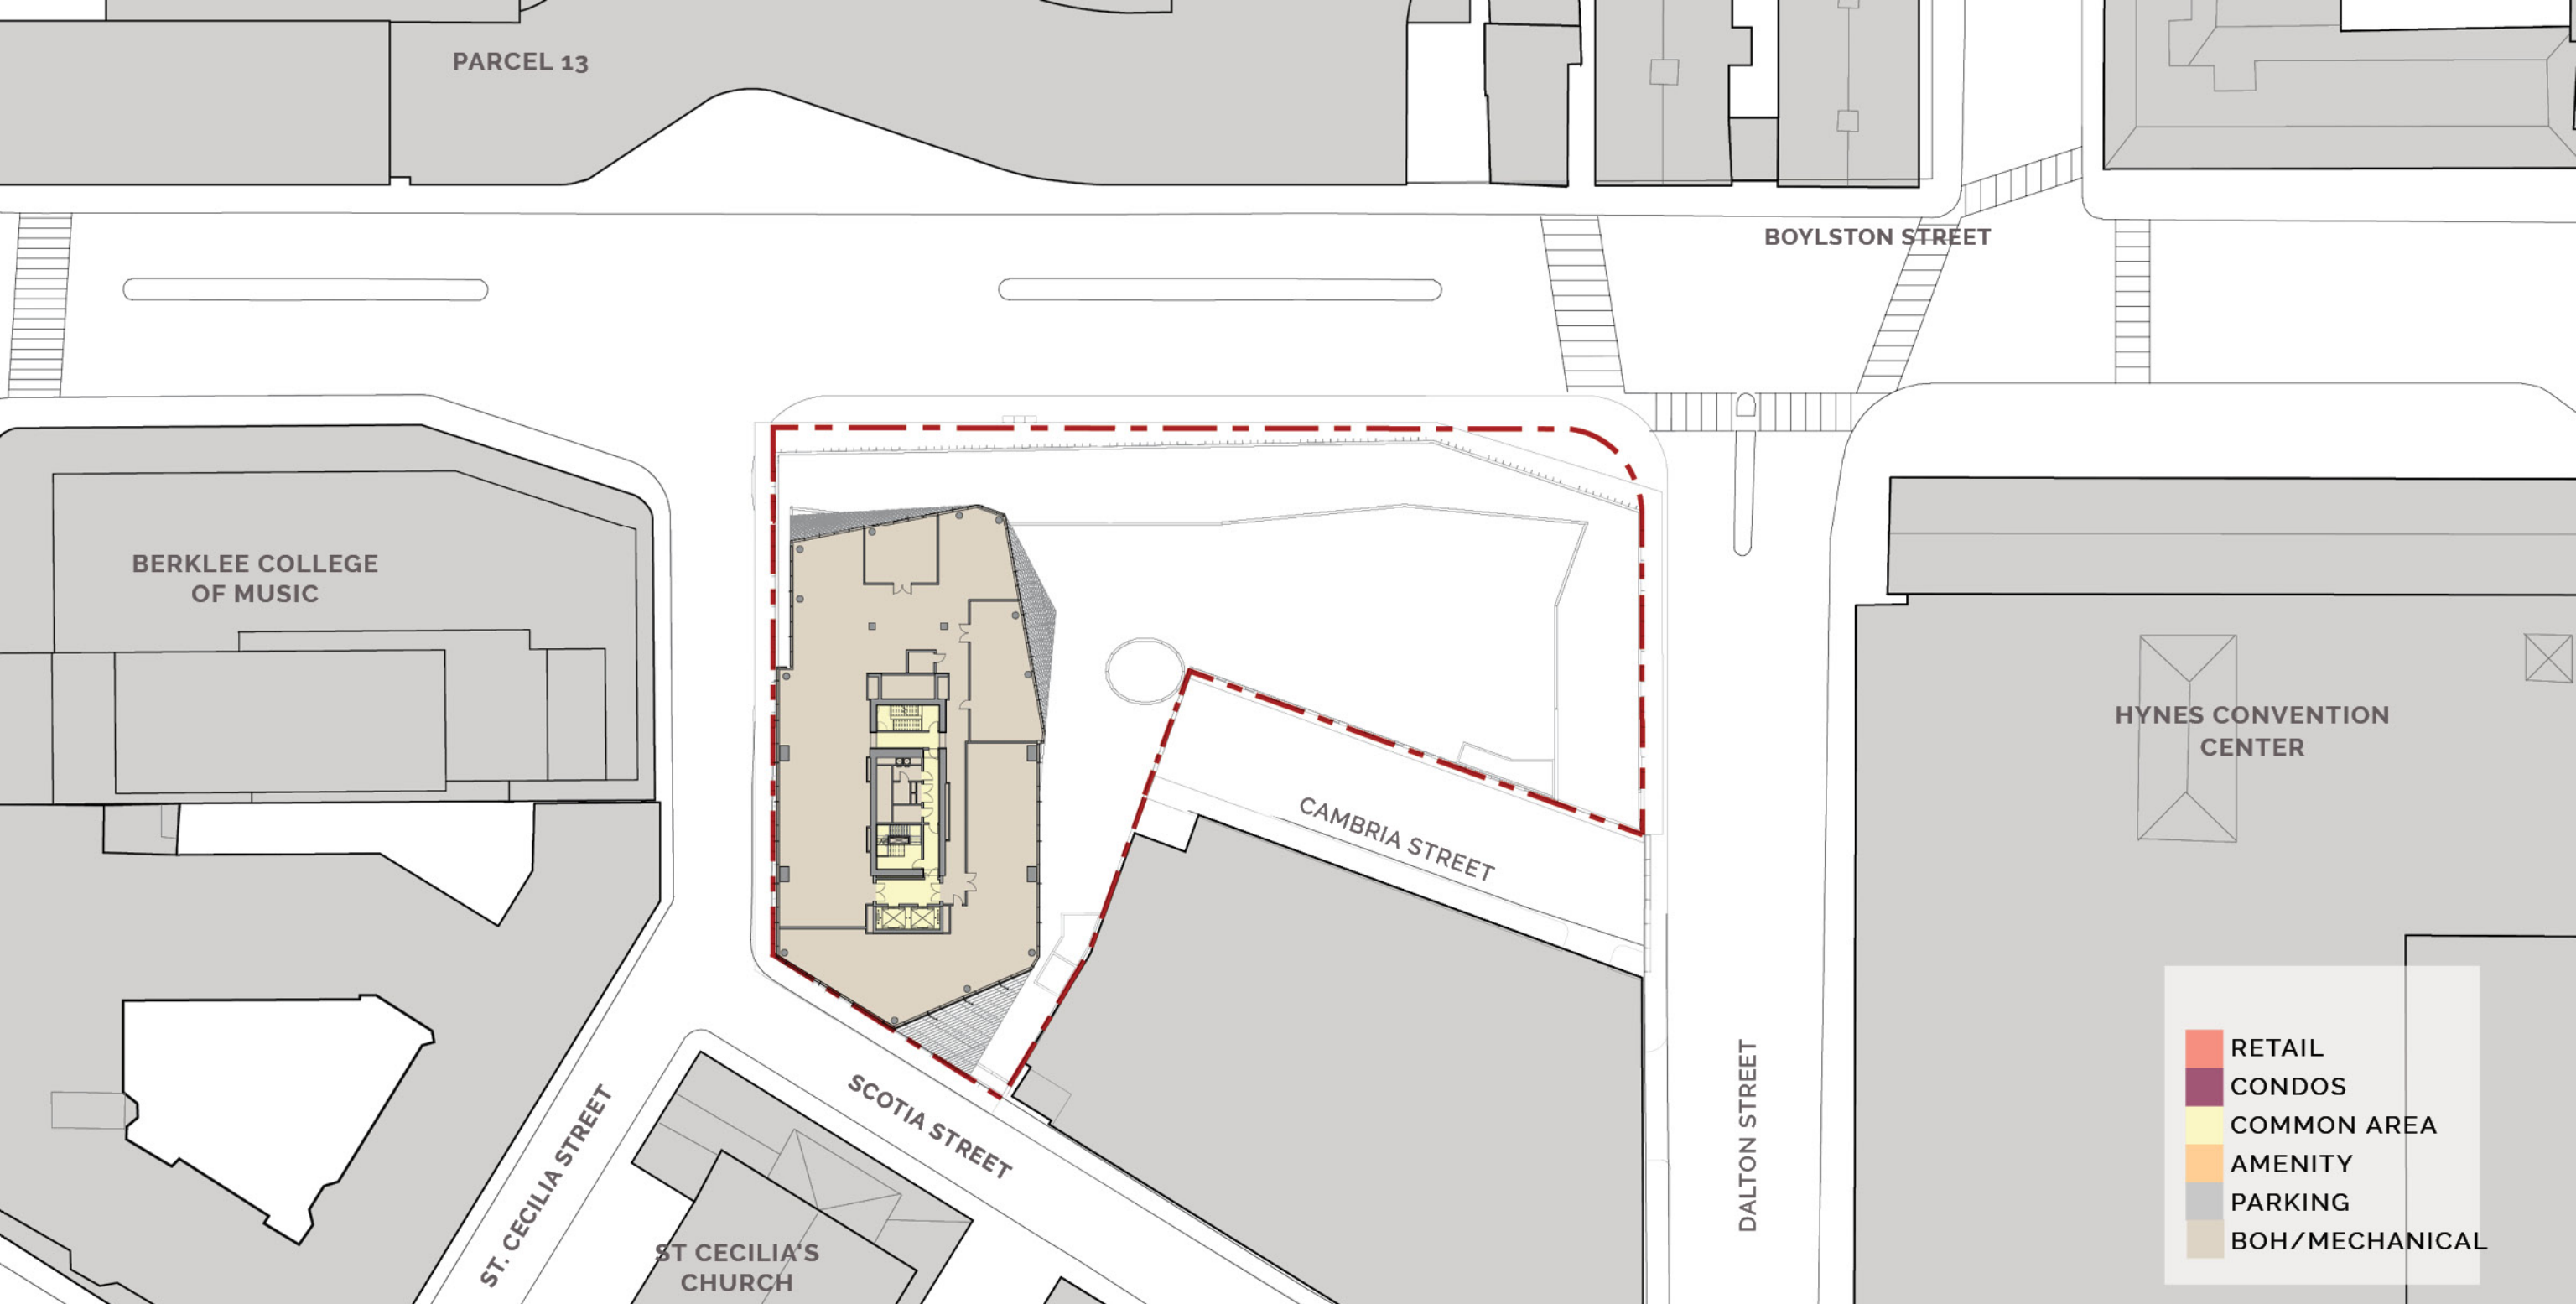 PARCEL 13
BOYLSTON STREET
BERKLEE COLLEGE
OF MUSIC
HYNES CONVENTION
CENTER
CAMBRIA STREET
SCOTIA STREET
ST. CECILIA STREET
DALTON STREET
ST CECILIA'S
CHURCH
RETAIL
CONDOS
COMMON AREA
AMENITY
PARKING
BOH/MECHANICAL